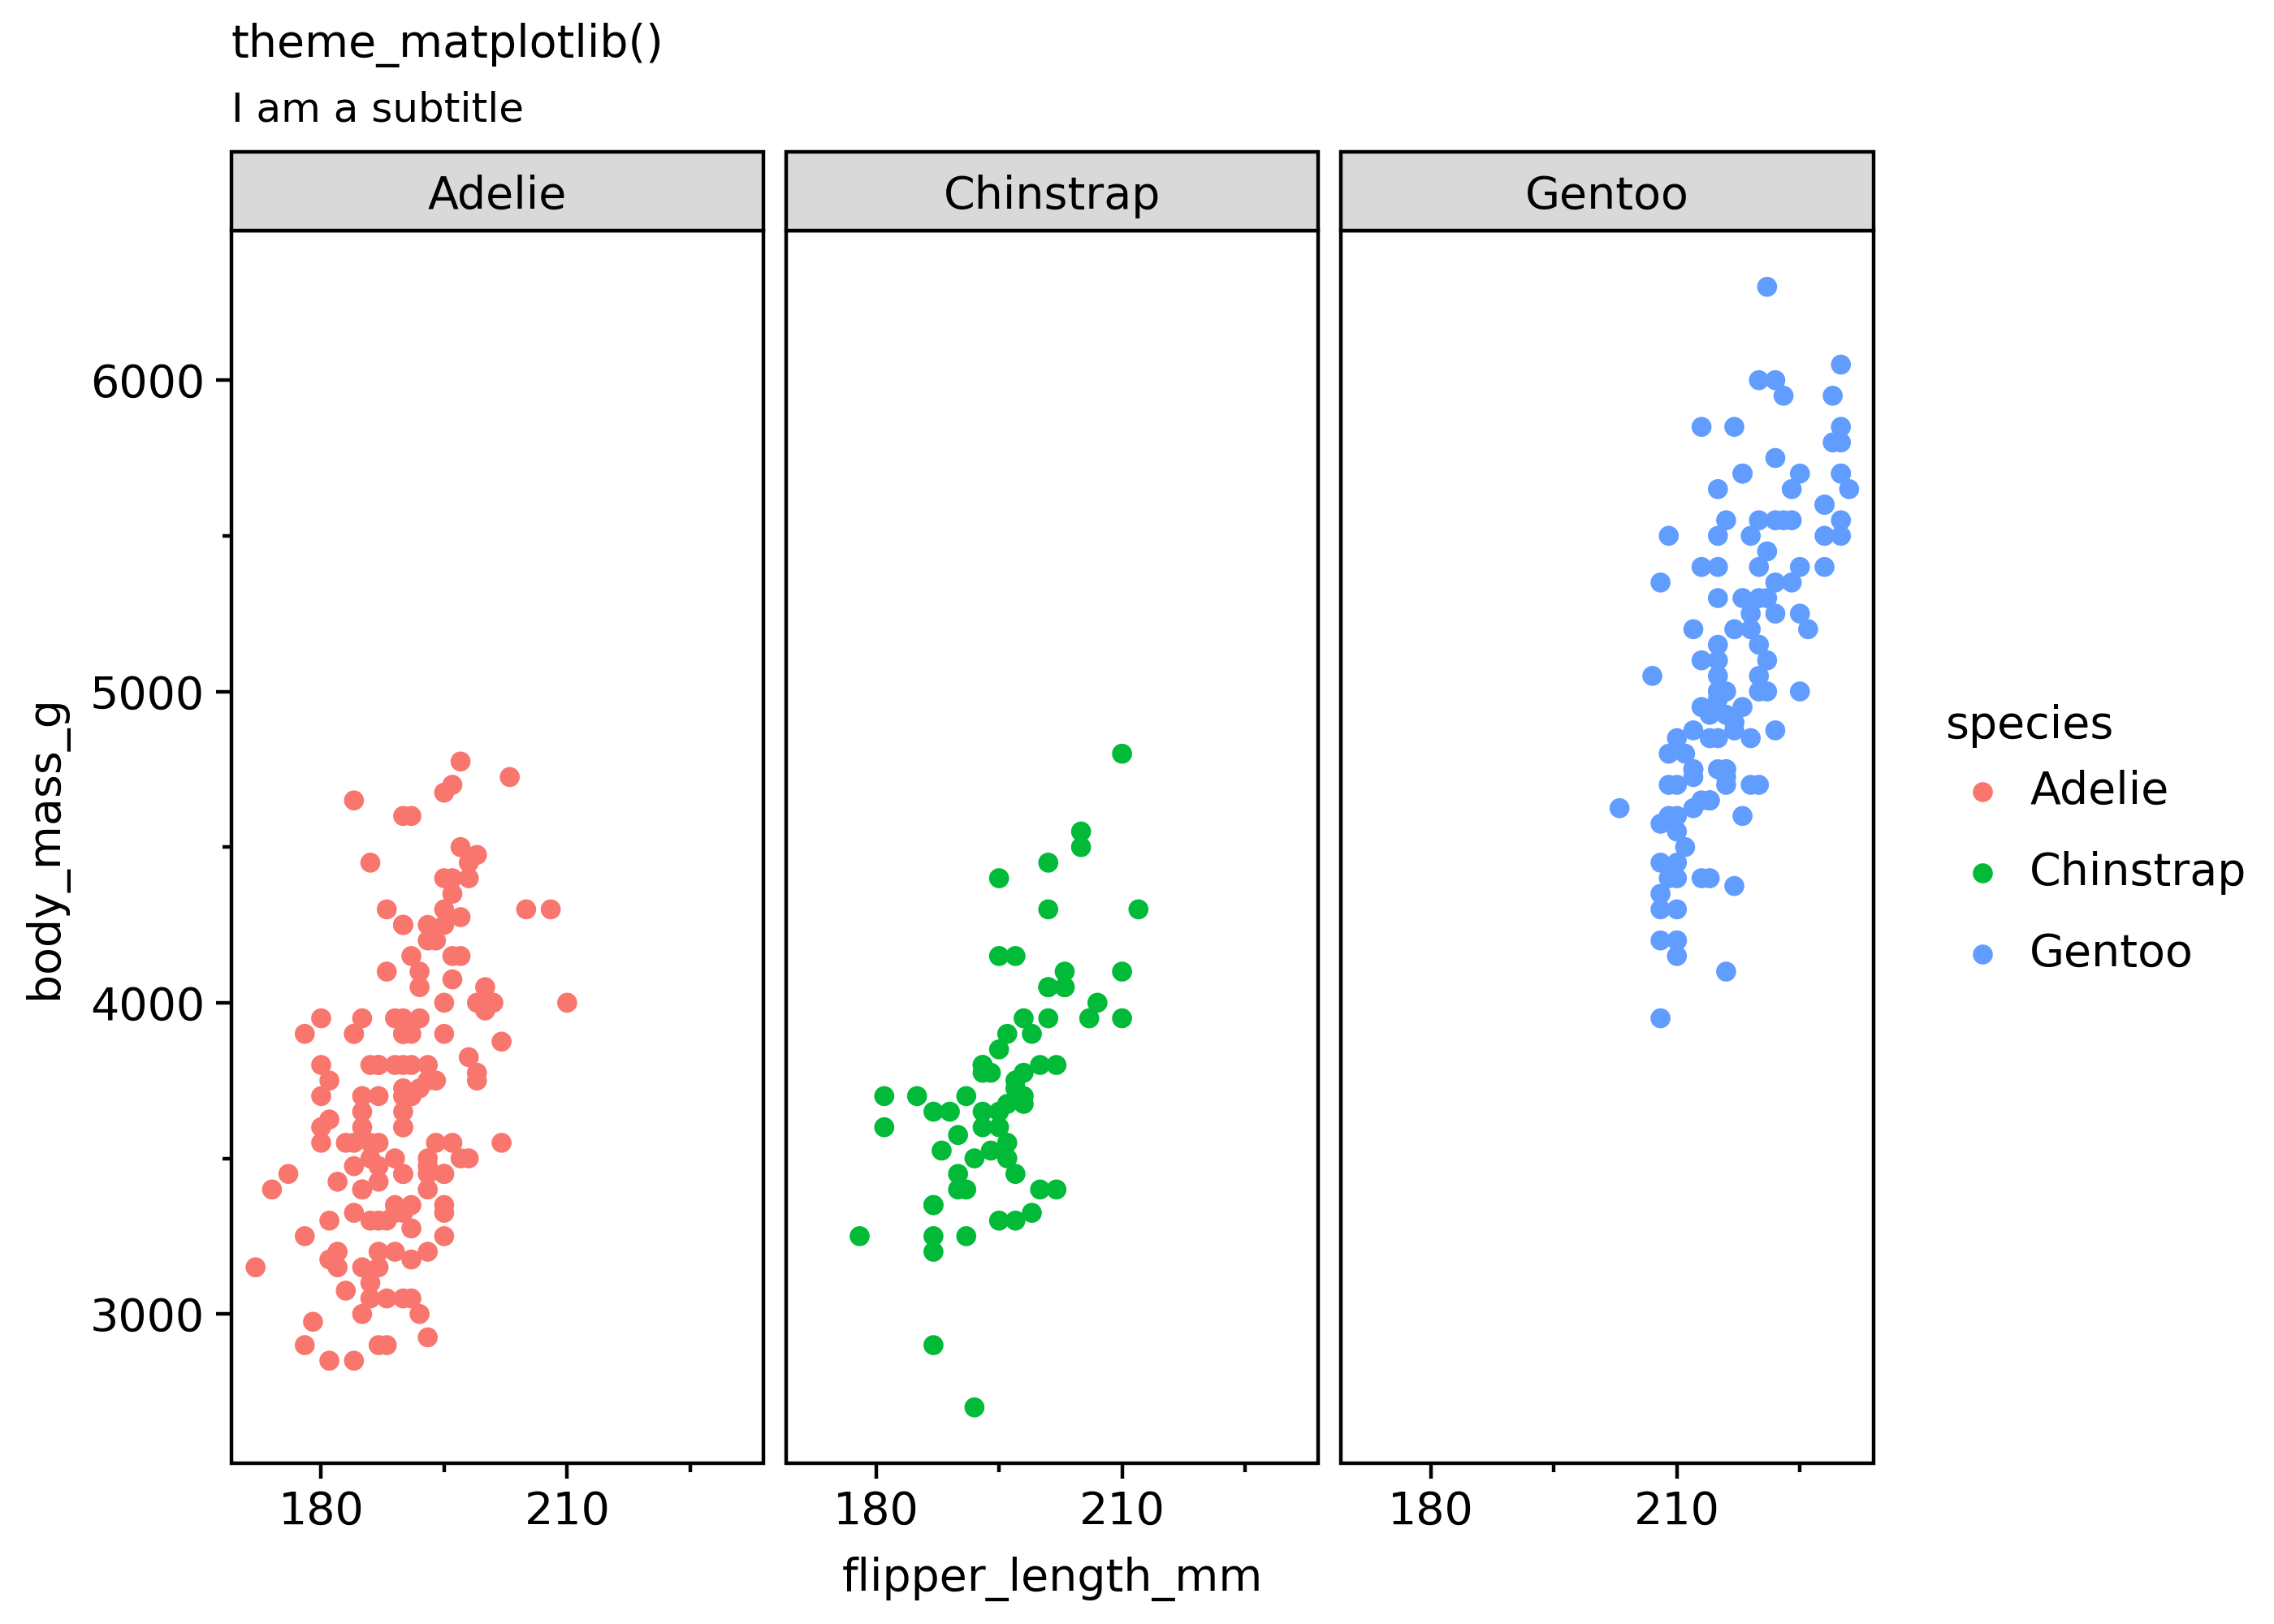 theme_matplotlib()
I am a subtitle
Adelie Chinstrap Gentoo
6000
5000
4000
3000
body_mass_g
180 210 180 210 180 210
flipper_length_mm
species
Adelie
Chinstrap
Gentoo